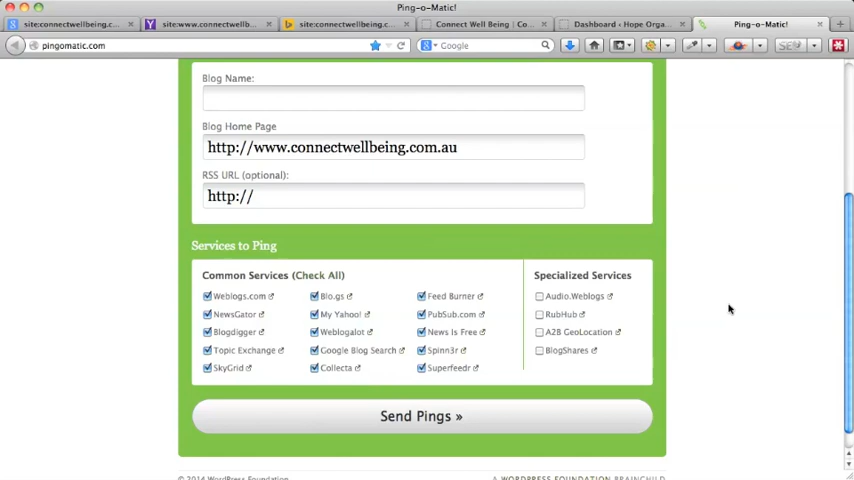 Ping-o-Matic!
site:connectwellbeing.c...
site:www.connectwellb...
site:connectwellbeing.c...
Connect Well Being | Co...
Dashboard ‹ Hope Orga...
Ping-o-Matic!
pingomatic.com
Google
SEO
Blog Name:
Blog Home Page
http://www.connectwellbeing.com.au
RSS URL (optional):
http://
Services to Ping
Common Services (Check All)
Specialized Services
Weblogs.com
Blo.gs
Feed Burner
Audio.Weblogs
NewsGator
My Yahoo!
PubSub.com
RubHub
Blogdigger
Weblogalot
News Is Free
A2B GeoLocation
Topic Exchange
Google Blog Search
Spinn3r
BlogShares
SkyGrid
Collecta
Superfeedr
Send Pings »
© 2014 WordPress Foundation
A WORDPRESS FOUNDATION BRAINCHILD